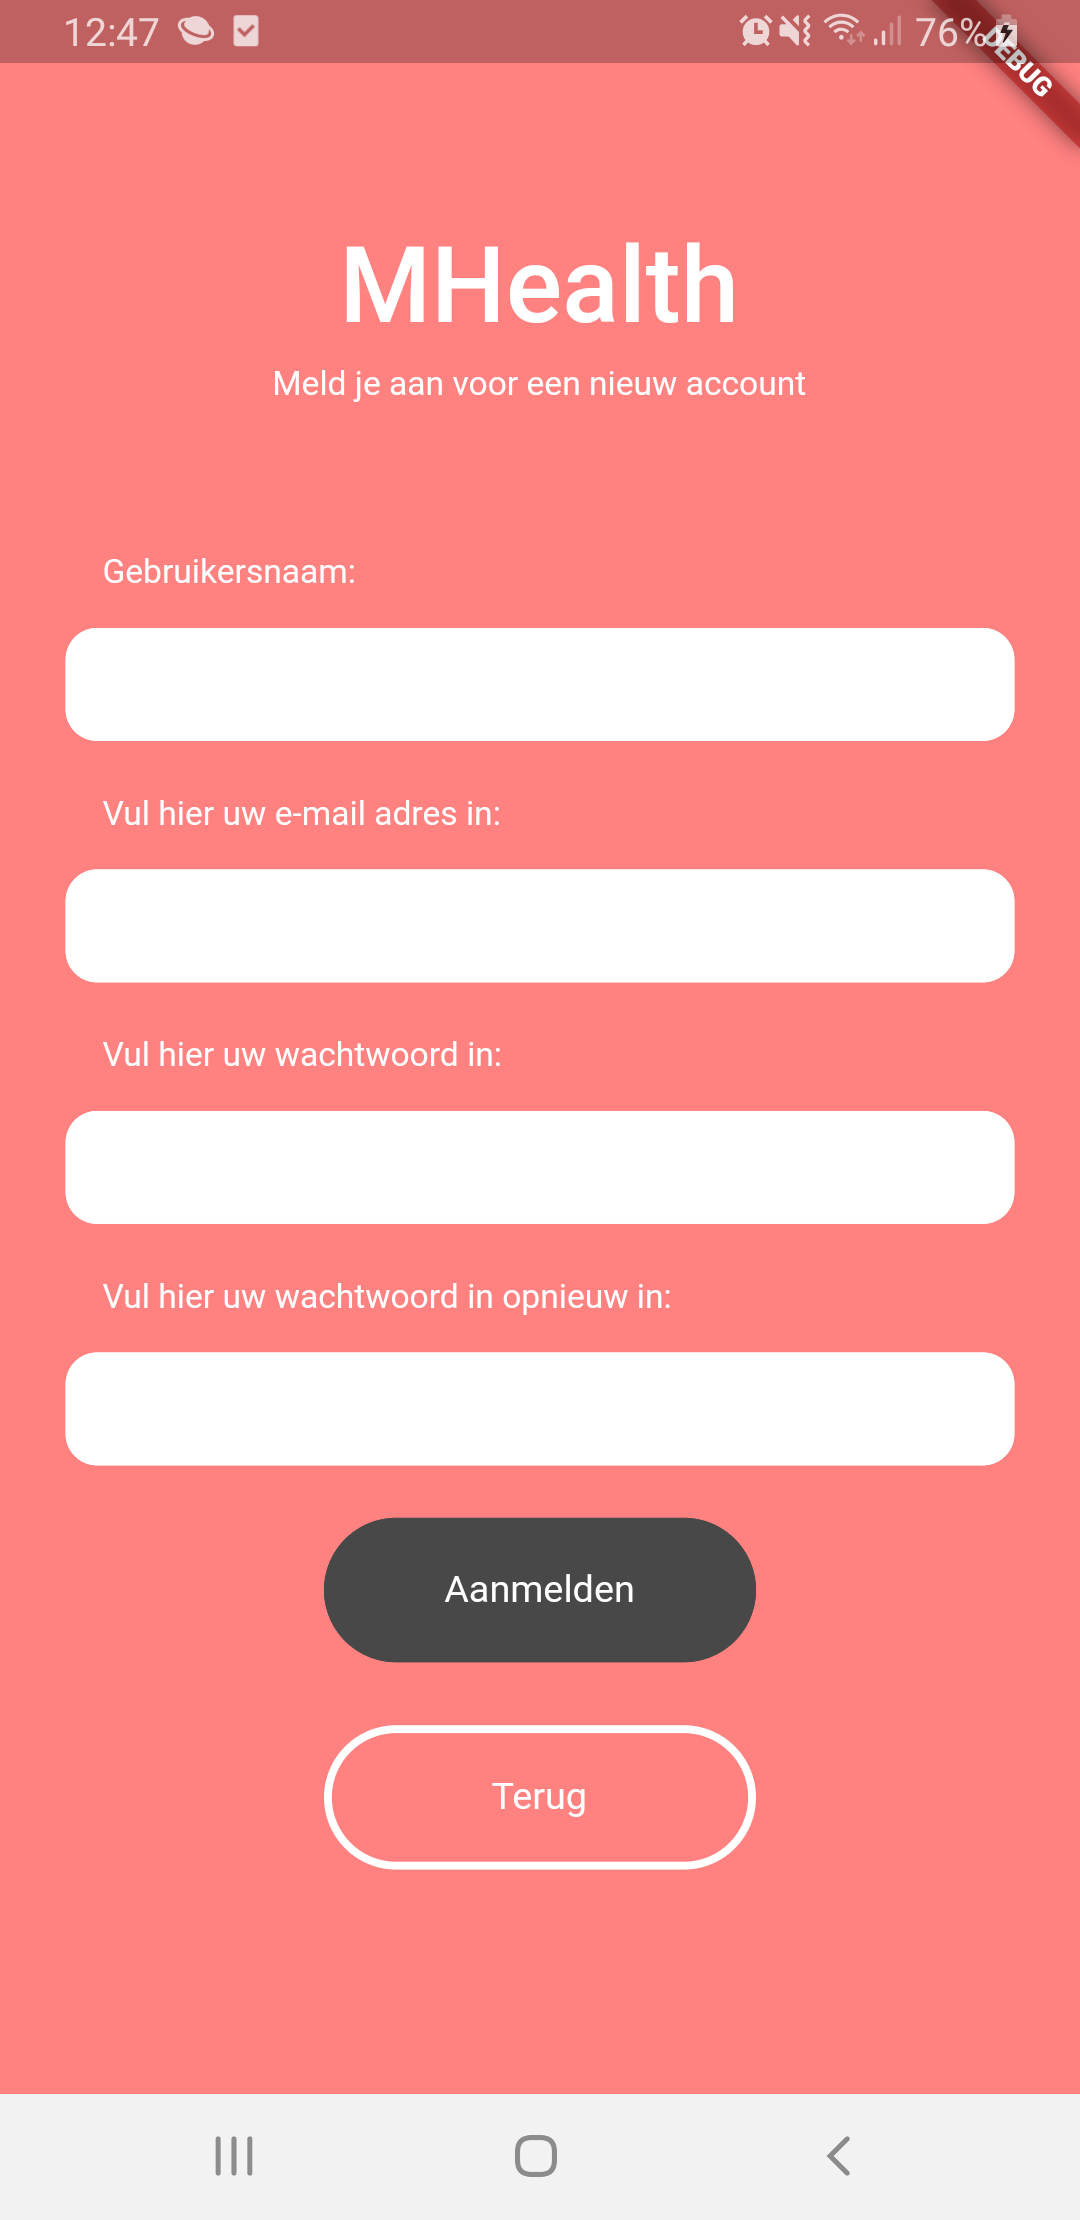 12:47 76%
DEBUG
MHealth
Meld je aan voor een nieuw account
Gebruikersnaam:
Vul hier uw e-mail adres in:
Vul hier uw wachtwoord in:
Vul hier uw wachtwoord in opnieuw in:
Aanmelden
Terug